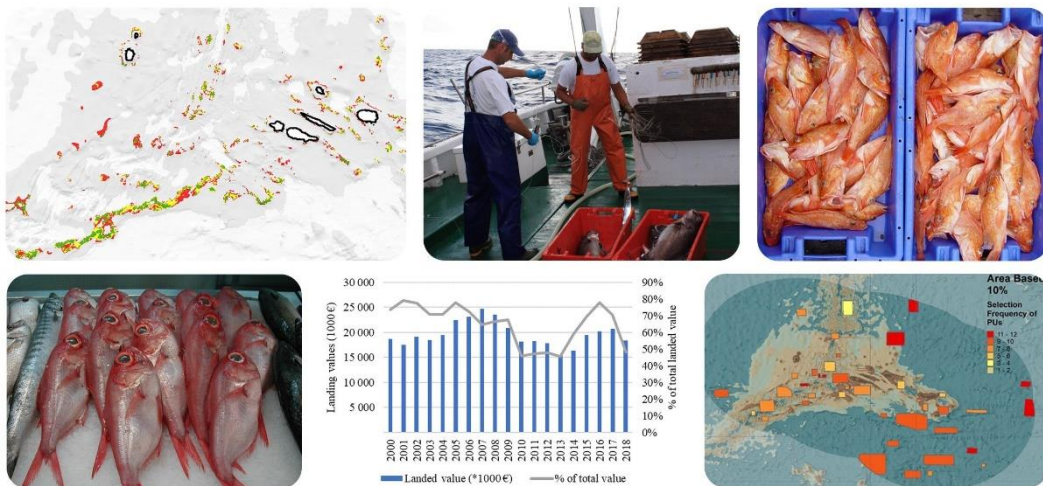 30 000
25 000
20 000
15 000
10 000
5 000
Landing values (1000 €)
90%
80%
70%
60%
50%
40%
30%
20%
10%
0%
% of total landed value
2000
2001
2002
2003
2004
2005
2006
2007
2008
2009
2010
2011
2012
2013
2014
2015
2016
2017
2018
Landed value (*1000 €)
% of total value
Area Based
10%
Selection
Frequency of
PUs
11 - 12
9 - 10
7 - 8
5 - 6
3 - 4
1 - 2